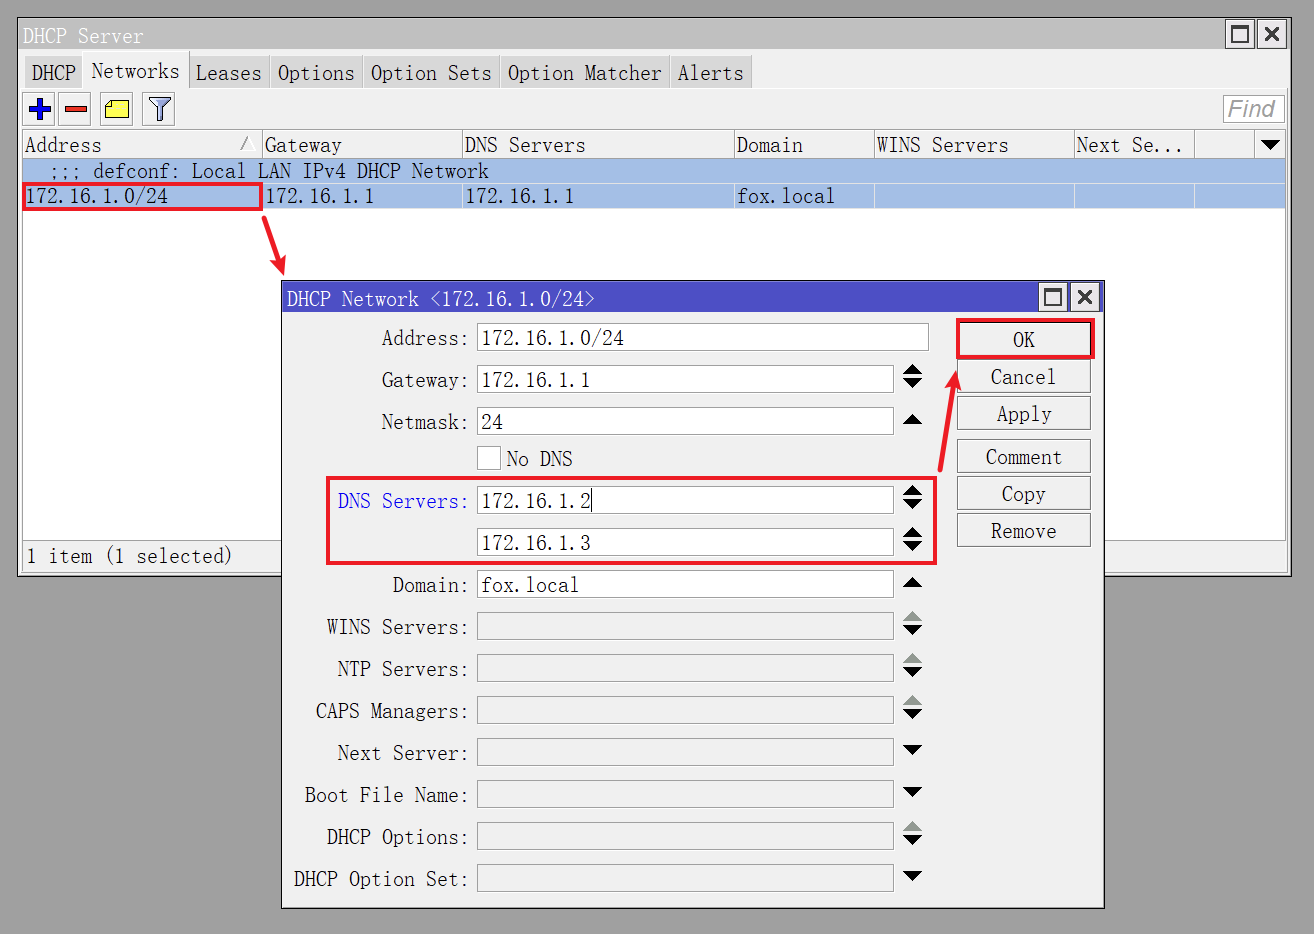 DHCP Server
DHCP Networks Leases Options Option Sets Option Matcher Alerts
Find
Address Gateway DNS Servers Domain WINS Servers Next Se...
;;; defconf: Local LAN IPv4 DHCP Network
172.16.1.0/24 172.16.1.1 172.16.1.1 fox.local
DHCP Network <172.16.1.0/24>
Address: 172.16.1.0/24 OK
Gateway: 172.16.1.1 Cancel
Netmask: 24 Apply
No DNS Comment
DNS Servers: 172.16.1.2 Copy
172.16.1.3 Remove
1 item (1 selected)
Domain: fox.local
WINS Servers:
NTP Servers:
CAPS Managers:
Next Server:
Boot File Name:
DHCP Options:
DHCP Option Set: